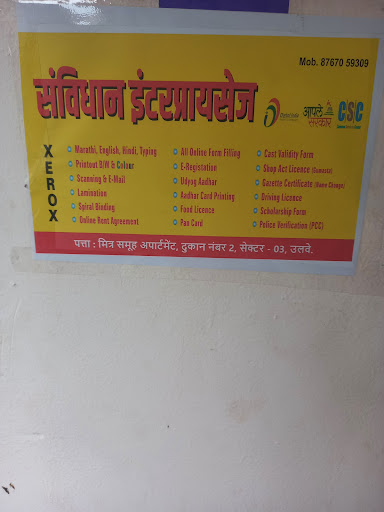 Mob. 87670 59309
संविधान इंटरप्रायसेज
आपले
सरकार
CSC
XEROX
Marathi, English, Hindi, Typing
Printout B/W & Colour
Scanning & E-Mail
Lamination
Spiral Binding
Online Rent Agreement
All Online Form Filling
E-Registration
Udyog Aadhar
Aadhar Card Printing
Food Licence
Pan Card
Cast Validity Form
Shop Act Licence (Gumasta)
Gazette Certificate (Name Change)
Driving Licence
Scholarship Form
Police Verification (PCC)
पत्ता : भित्र समूह अपार्टमेंट, दुकान नंबर 2, सेक्टर - 03, उलवे.